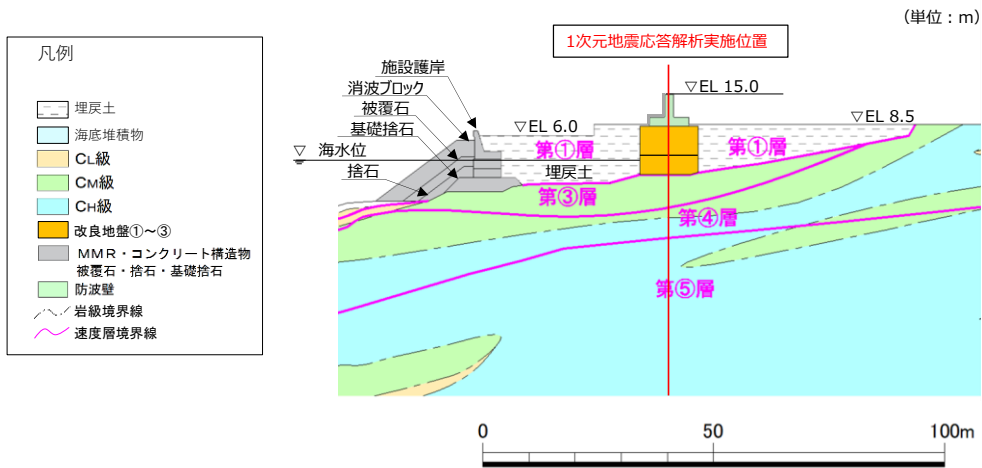 (単位：m)
凡例
埋戻土
海底堆積物
CL級
CM級
CH級
改良地盤①～③
MMR・コンクリート構造物
被覆石・捨石・基礎捨石
防波壁
岩級境界線
速度層境界線
1次元地震応答解析実施位置
施設護岸
消波ブロック
被覆石
基礎捨石
▽ 海水位
捨石
▽EL 6.0
▽EL 15.0
▽EL 8.5
第①層
第①層
埋戻土
第③層
第④層
第⑤層
0 50 100m